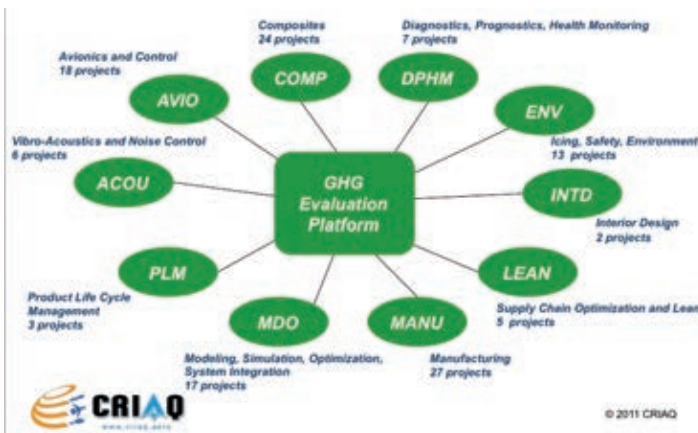 Composites
24 projects
Diagnostics, Prognostics, Health Monitoring
7 projects
Avionics and Control
18 projects
COMP
DPHM
AVIO
ENV
Vibro-Acoustics and Noise Control
6 projects
Icing, Safety, Environment
13 projects
ACOU
GHG
Evaluation
Platform
INTD
Interior Design
2 projects
PLM
LEAN
Product Life Cycle
Management
3 projects
Supply Chain Optimization and Lean
5 projects
MDO
MANU
Modeling, Simulation, Optimization,
System Integration
17 projects
Manufacturing
27 projects
CRIAQ
www.criaq.aero
© 2011 CRIAQ